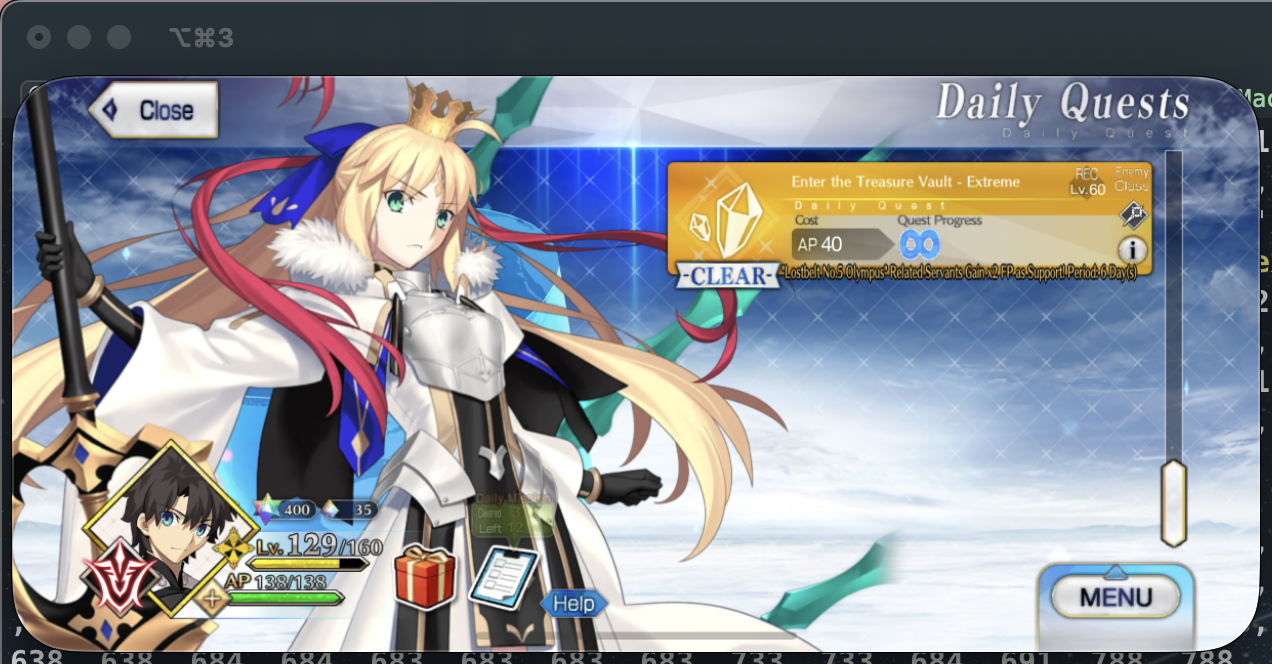 ⌥⌘3
Close
Daily Quests
Daily Quest
Enter the Treasure Vault - Extreme
REC
Lv.60
Enemy
Class
Daily Quest
Cost
Quest Progress
AP 40
-CLEAR-
"Lostbelt No.5 Olympus" Related Servants Gain x2 FP as Support! Period: 6 Day(s)
400
35
Daily Mission
Left
Lv. 129/160
AP 138/138
Help
MENU
638 638 684 684 683 683 683 683 733 733 684 691 788 788